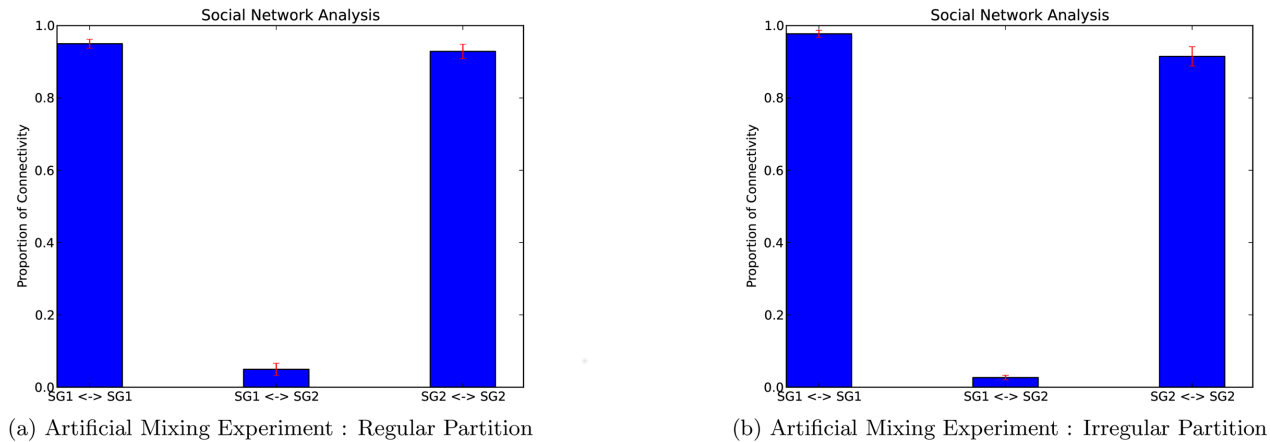 Social Network Analysis
Proportion of Connectivity
1.0
0.8
0.6
0.4
0.2
0.0
SG1 <-> SG1 SG1 <-> SG2 SG2 <-> SG2
(a) Artificial Mixing Experiment : Regular Partition
Social Network Analysis
Proportion of Connectivity
1.0
0.8
0.6
0.4
0.2
0.0
SG1 <-> SG1 SG1 <-> SG2 SG2 <-> SG2
(b) Artificial Mixing Experiment : Irregular Partition